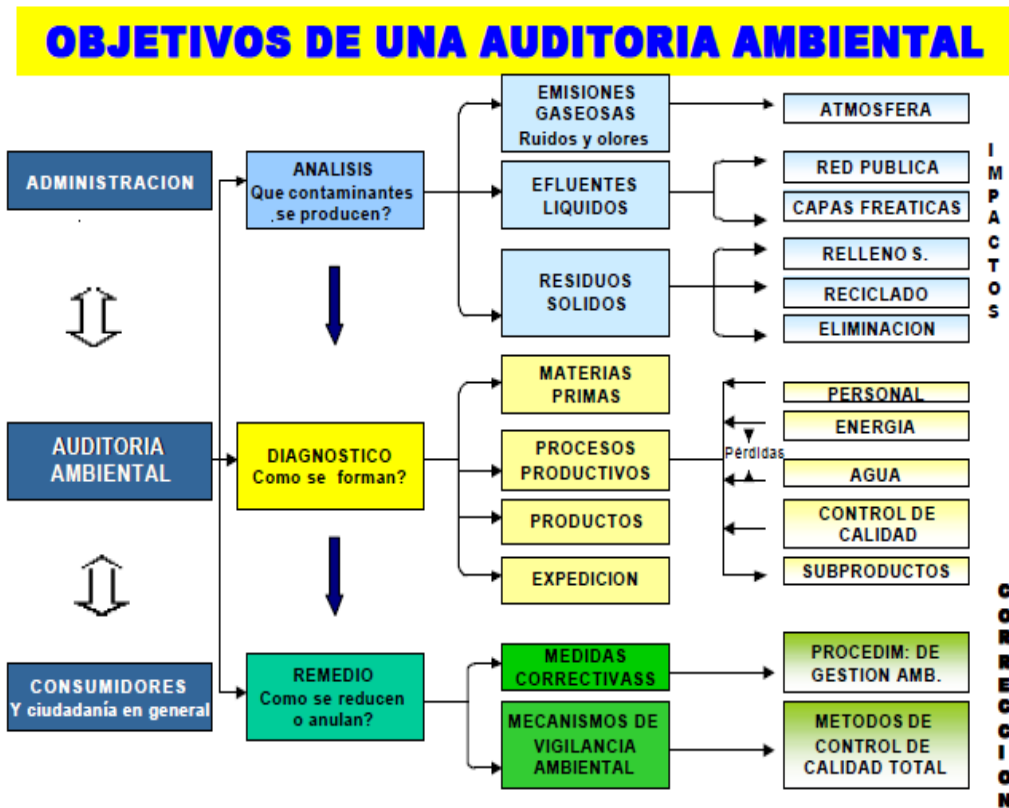 OBJETIVOS DE UNA AUDITORIA AMBIENTAL
ADMINISTRACION
AUDITORIA
AMBIENTAL
CONSUMIDORES
Y ciudadanía en general
ANALISIS
Que contaminantes
.se producen?
DIAGNOSTICO
Como se forman?
REMEDIO
Como se reducen
o anulan?
EMISIONES
GASEOSAS
Ruidos y olores
EFLUENTES
LIQUIDOS
RESIDUOS
SOLIDOS
MATERIAS
PRIMAS
PROCESOS
PRODUCTIVOS
PRODUCTOS
EXPEDICION
MEDIDAS
CORRECTIVASS
MECANISMOS DE
VIGILANCIA
AMBIENTAL
ATMOSFERA
RED PUBLICA
CAPAS FREATICAS
RELLENO S.
RECICLADO
ELIMINACION
Pérdidas
PERSONAL
ENERGIA
AGUA
CONTROL DE
CALIDAD
SUBPRODUCTOS
PROCEDIM: DE
GESTION AMB.
METODOS DE
CONTROL DE
CALIDAD TOTAL
IMPACTOS
CORRECCION